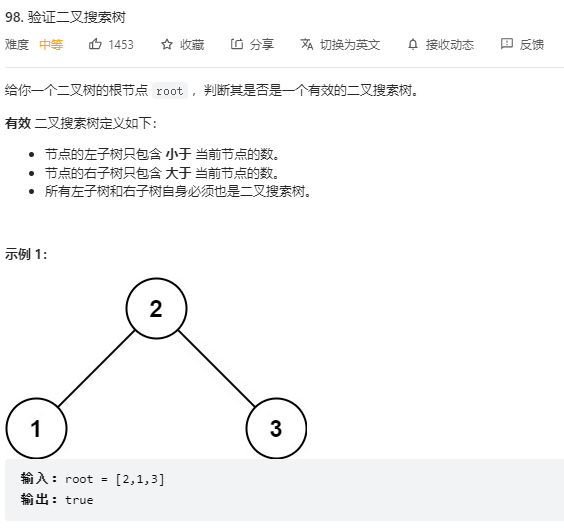 98. 验证二叉搜索树
难度 中等 1453 收藏 分享 切换为英文 接收动态 反馈
给你一个二叉树的根节点 root ，判断其是否是一个有效的二叉搜索树。
有效 二叉搜索树定义如下：
节点的左子树只包含 小于 当前节点的数。
节点的右子树只包含 大于 当前节点的数。
所有左子树和右子树自身必须也是二叉搜索树。
示例 1：
2
1 3
输入：root = [2,1,3]
输出：true